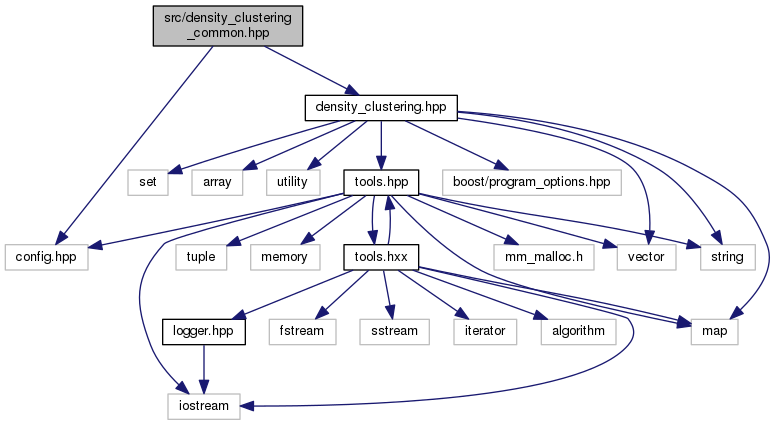 src/density_clustering
_common.hpp
density_clustering.hpp
set
array
utility
tools.hpp
boost/program_options.hpp
config.hpp
tuple
memory
tools.hxx
mm_malloc.h
vector
string
logger.hpp
fstream
sstream
iterator
algorithm
map
iostream